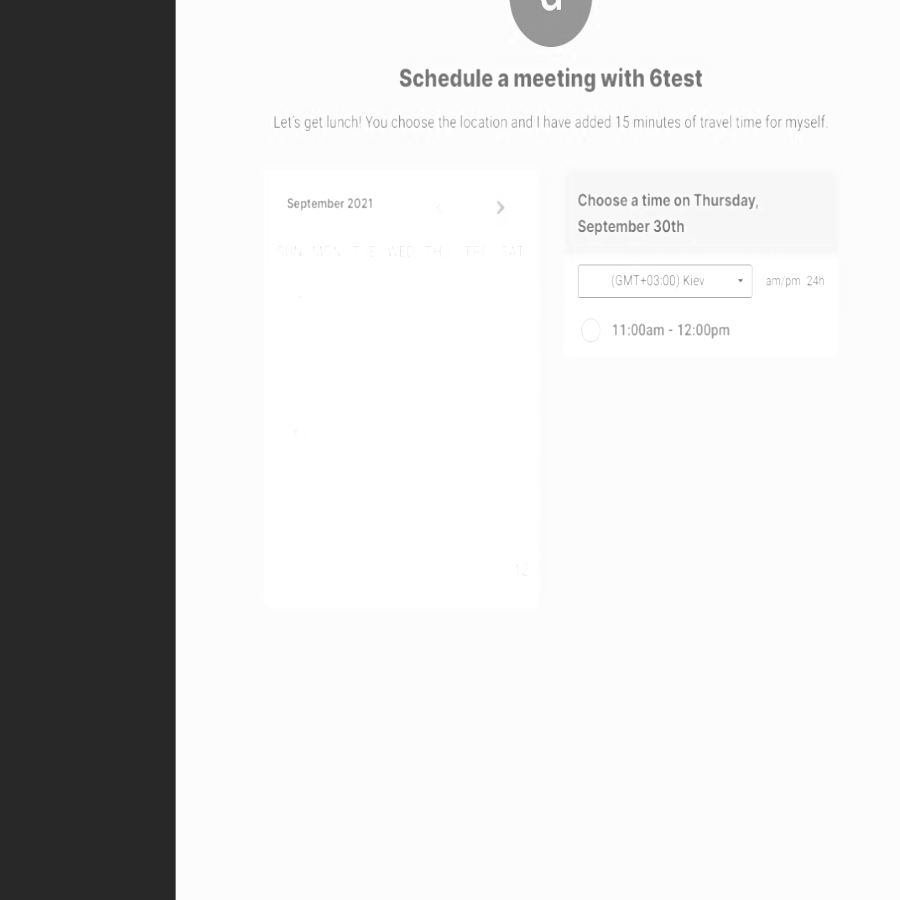 Schedule a meeting with 6test
Let's get lunch! You choose the location and I have added 15 minutes of travel time for myself.
September 2021
SUN MON TUE WED THU FRI SAT
12
Choose a time on Thursday,
September 30th
(GMT+03:00) Kiev
am/pm 24h
11:00am - 12:00pm